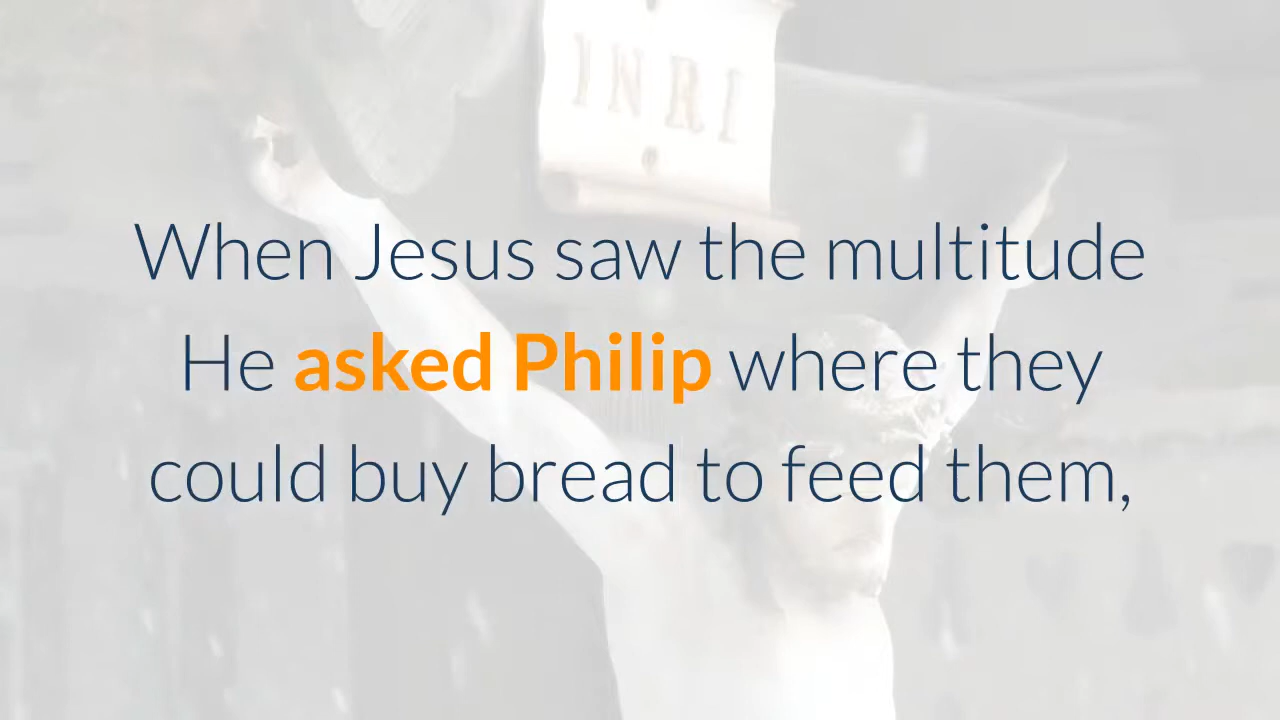 INRI
When Jesus saw the multitude
He asked Philip where they
could buy bread to feed them,